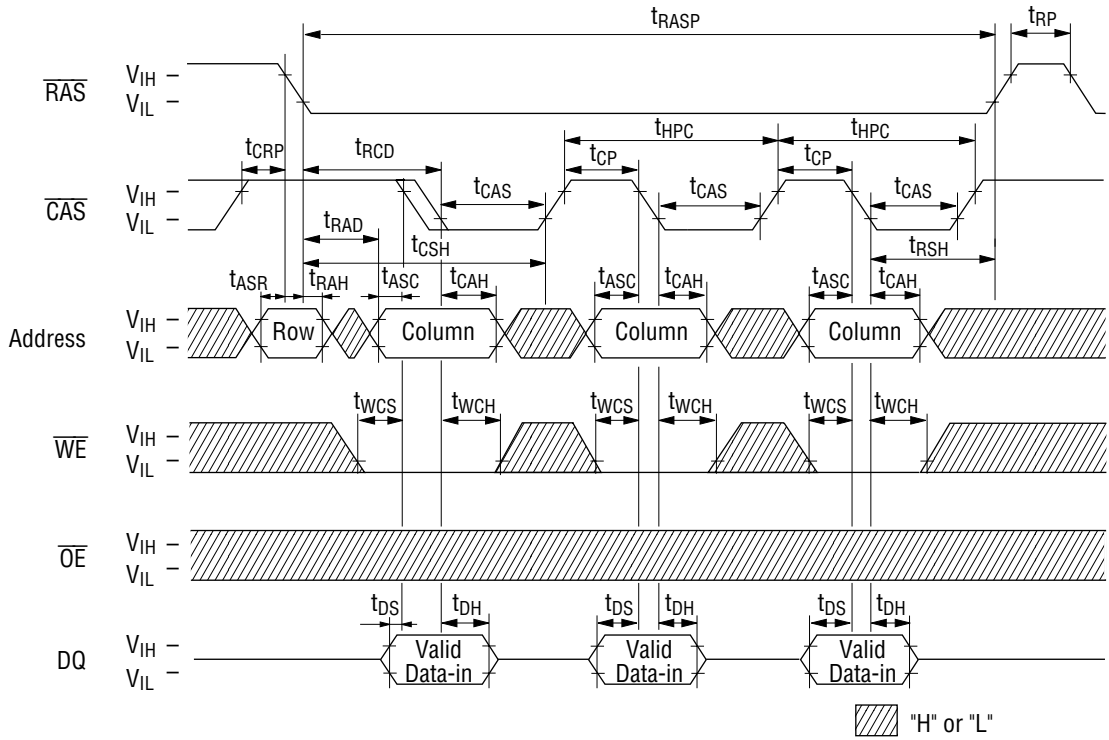 tRASP tRP
RAS VIH
VIL
tCRP tRCD tHPC tHPC
tCP tCP
CAS VIH
VIL
tCAS tCAS tCAS
tRAD tCSH tRSH
tASR tRAH tASC tCAH tASC tCAH tASC tCAH
Address VIH
VIL
Row Column Column Column
tWCS tWCH tWCS tWCH tWCS tWCH
WE VIH
VIL
OE VIH
VIL
tDS tDH tDS tDH tDS tDH
DQ VIH
VIL
Valid Data-in Valid Data-in Valid Data-in
"H" or "L"